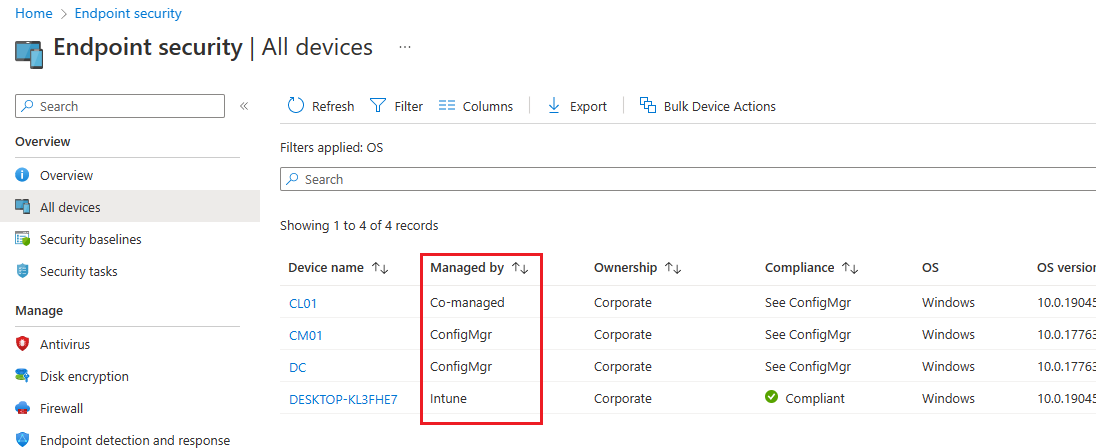 Home > Endpoint security
Endpoint security | All devices ...
Search «
Overview
Overview
All devices
Security baselines
Security tasks
Manage
Antivirus
Disk encryption
Firewall
Endpoint detection and response
Refresh Filter Columns Export Bulk Device Actions
Filters applied: OS
Search
Showing 1 to 4 of 4 records
Device name ↑↓ Managed by ↑↓ Ownership ↑↓ Compliance ↑↓ OS OS version
CL01 Co-managed Corporate See ConfigMgr Windows 10.0.19045
CM01 ConfigMgr Corporate See ConfigMgr Windows 10.0.17763
DC ConfigMgr Corporate See ConfigMgr Windows 10.0.17763
DESKTOP-KL3FHE7 Intune Corporate Compliant Windows 10.0.19045